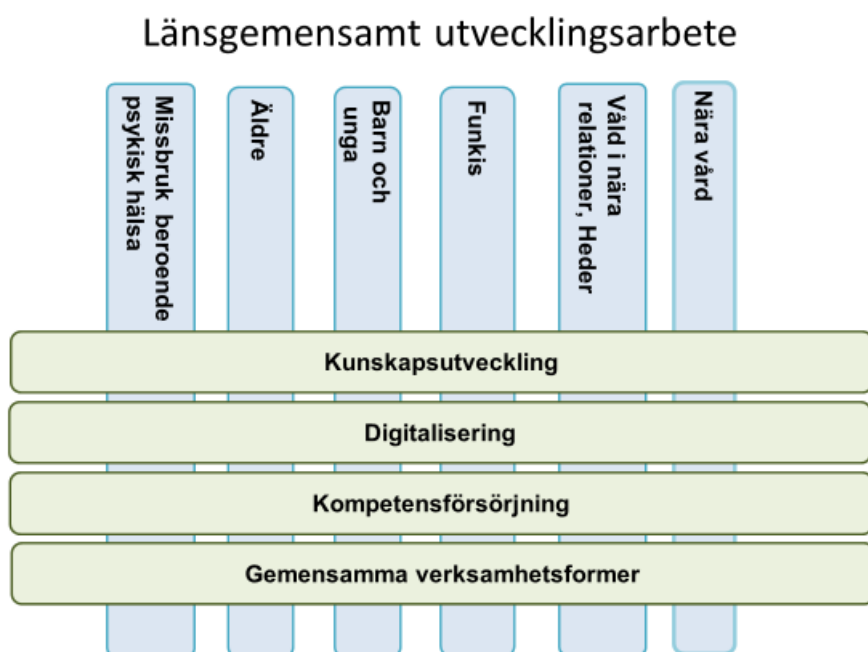 Länsgemensamt utvecklingsarbete
Missbruk beroende
psykisk hälsa
Äldre
Barn och
unga
Funkis
Våld i nära
relationer, Heder
Nära vård
Kunskapsutveckling
Digitalisering
Kompetensförsörjning
Gemensamma verksamhetsformer